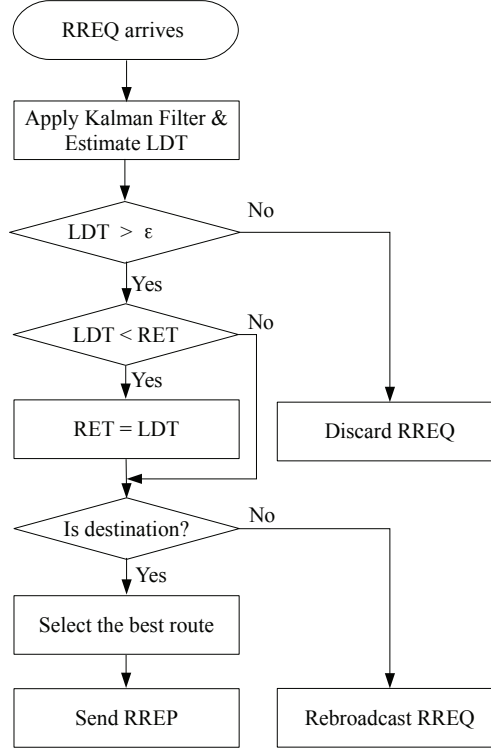 RREQ arrives
Apply Kalman Filter &
Estimate LDT
LDT > ε
No
Yes
LDT < RET
No
Yes
RET = LDT
Discard RREQ
Is destination?
No
Yes
Select the best route
Send RREP
Rebroadcast RREQ